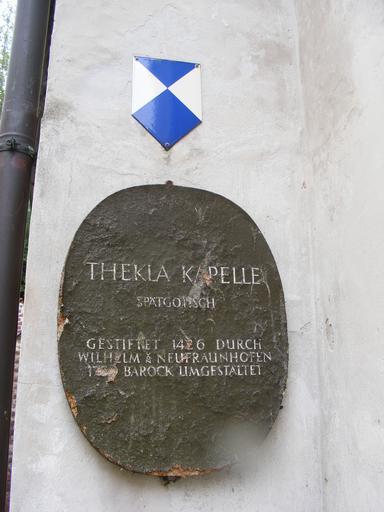 THEKLA KAPELLE
SPÄTGOTISCH
GESTIFTET 1426 DURCH
WILHELM & NEUFRAUNHOFEN
BAROCK UMGESTALTET